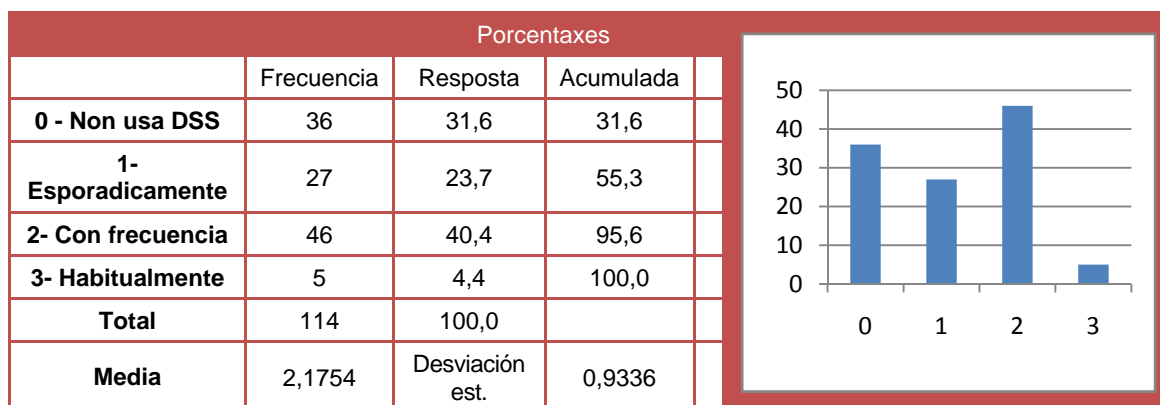 Porcentaxes
Frecuencia Resposta Acumulada
0 - Non usa DSS 36 31,6 31,6
1-
Esporadicamente 27 23,7 55,3
2- Con frecuencia 46 40,4 95,6
3- Habitualmente 5 4,4 100,0
Total 114 100,0
Media 2,1754 Desviación
est. 0,9336
50
40
30
20
10
0
0 1 2 3